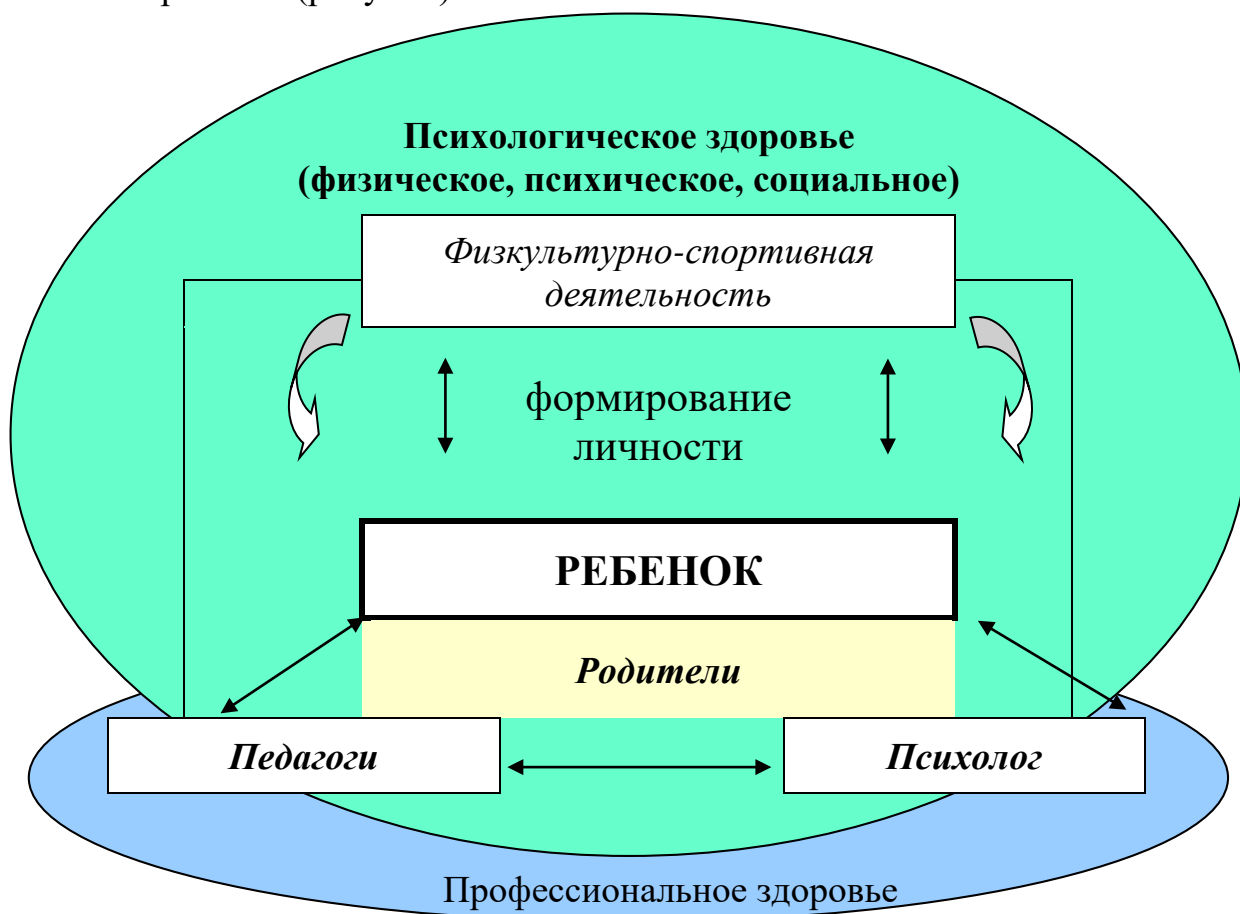 Психологическое здоровье
(физическое, психическое, социальное)
Физкультурно-спортивная
деятельность
формирование
личности
РЕБЕНОК
Родители
Педагоги
Психолог
Профессиональное здоровье